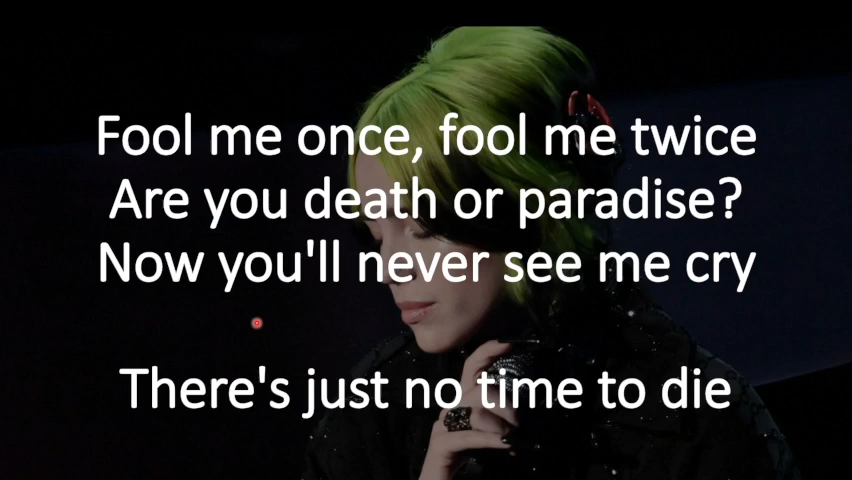 Fool me once, fool me twice
Are you death or paradise?
Now you'll never see me cry
There's just no time to die